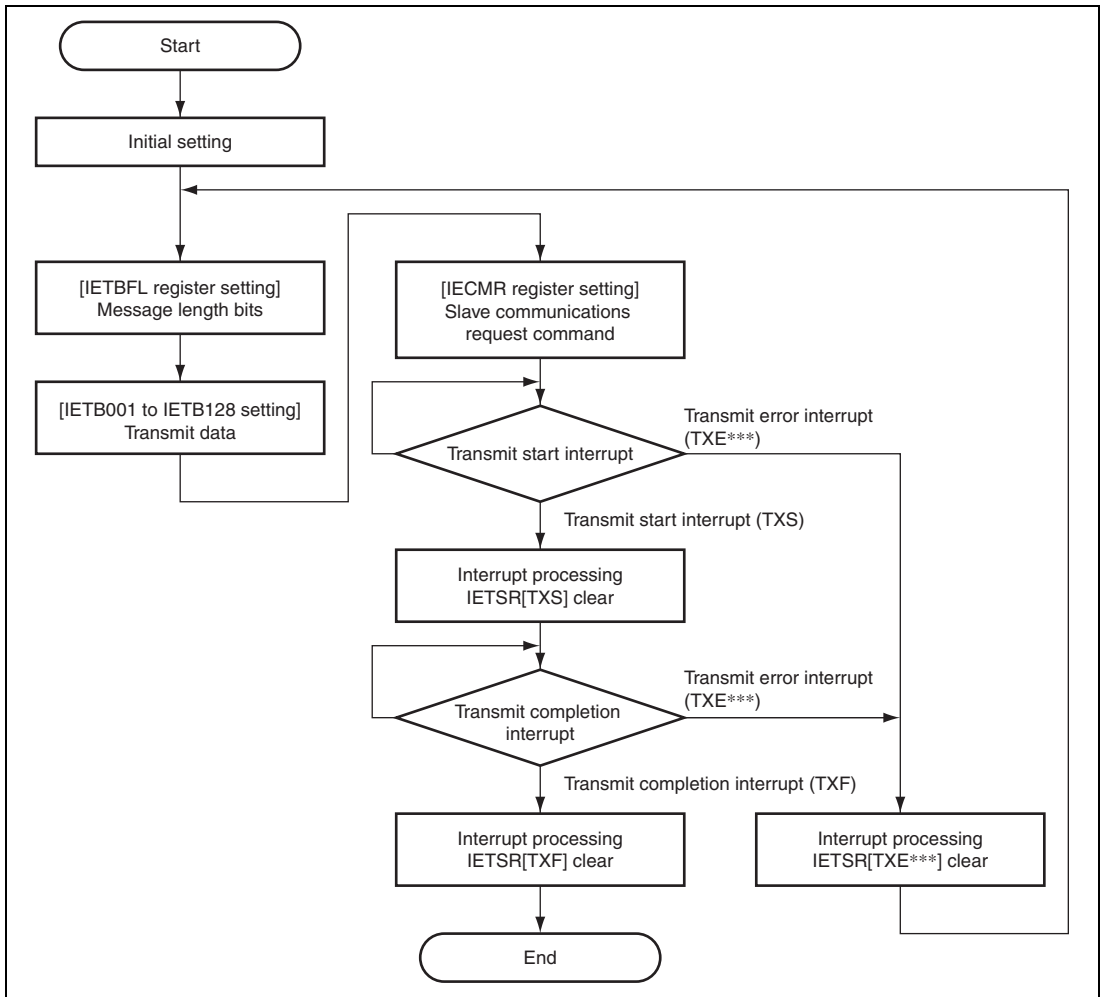 Start
Initial setting
[IETBFL register setting]
Message length bits
[IETB001 to IETB128 setting]
Transmit data
[IECMR register setting]
Slave communications
request command
Transmit start interrupt
Transmit error interrupt
(TXE***)
Transmit start interrupt (TXS)
Interrupt processing
IETSR[TXS] clear
Transmit completion
interrupt
Transmit error interrupt
(TXE***)
Transmit completion interrupt (TXF)
Interrupt processing
IETSR[TXF] clear
Interrupt processing
IETSR[TXE***] clear
End